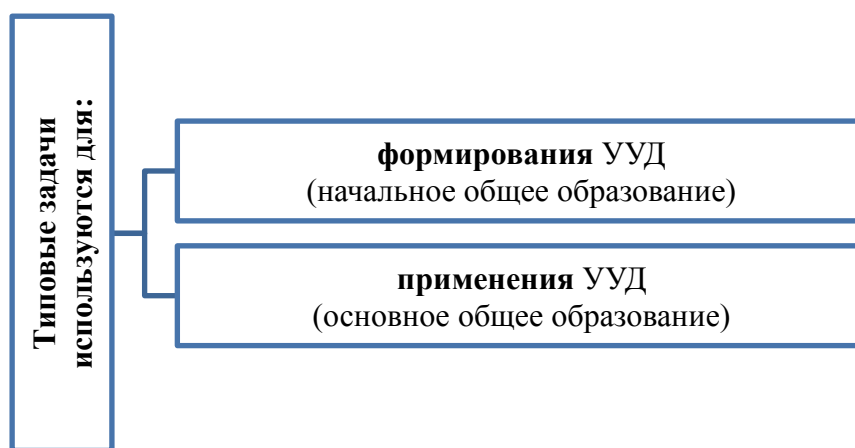 Типовые задачи
используются для:
формирования УУД
(начальное общее образование)
применения УУД
(основное общее образование)